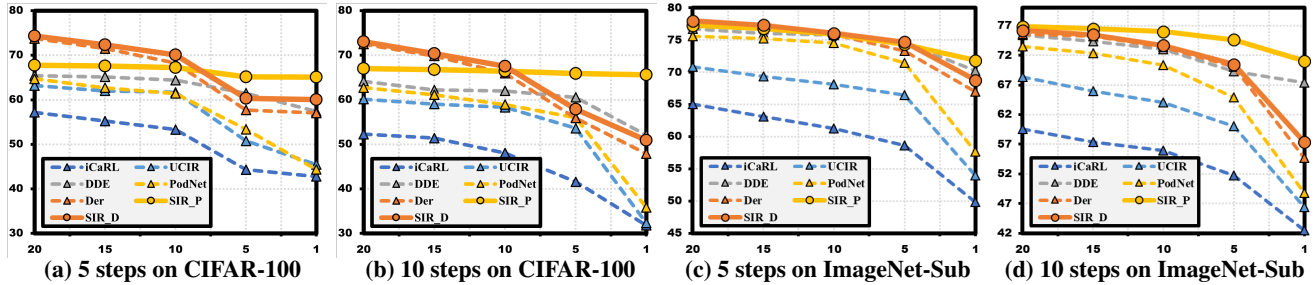 80
70
60
50
40
30
iCaRL UCIR
DDE PodNet
Der SIR_P
SIR_D
20 15 10 5 1
(a) 5 steps on CIFAR-100
80
70
60
50
40
30
iCaRL UCIR
DDE PodNet
Der SIR_P
SIR_D
20 15 10 5 1
(b) 10 steps on CIFAR-100
80
75
70
65
60
55
50
45
iCaRL UCIR
DDE PodNet
Der SIR_P
SIR_D
20 15 10 5 1
(c) 5 steps on ImageNet-Sub
77
72
67
62
57
52
47
42
iCaRL UCIR
DDE PodNet
Der SIR_P
SIR_D
20 15 10 5 1
(d) 10 steps on ImageNet-Sub